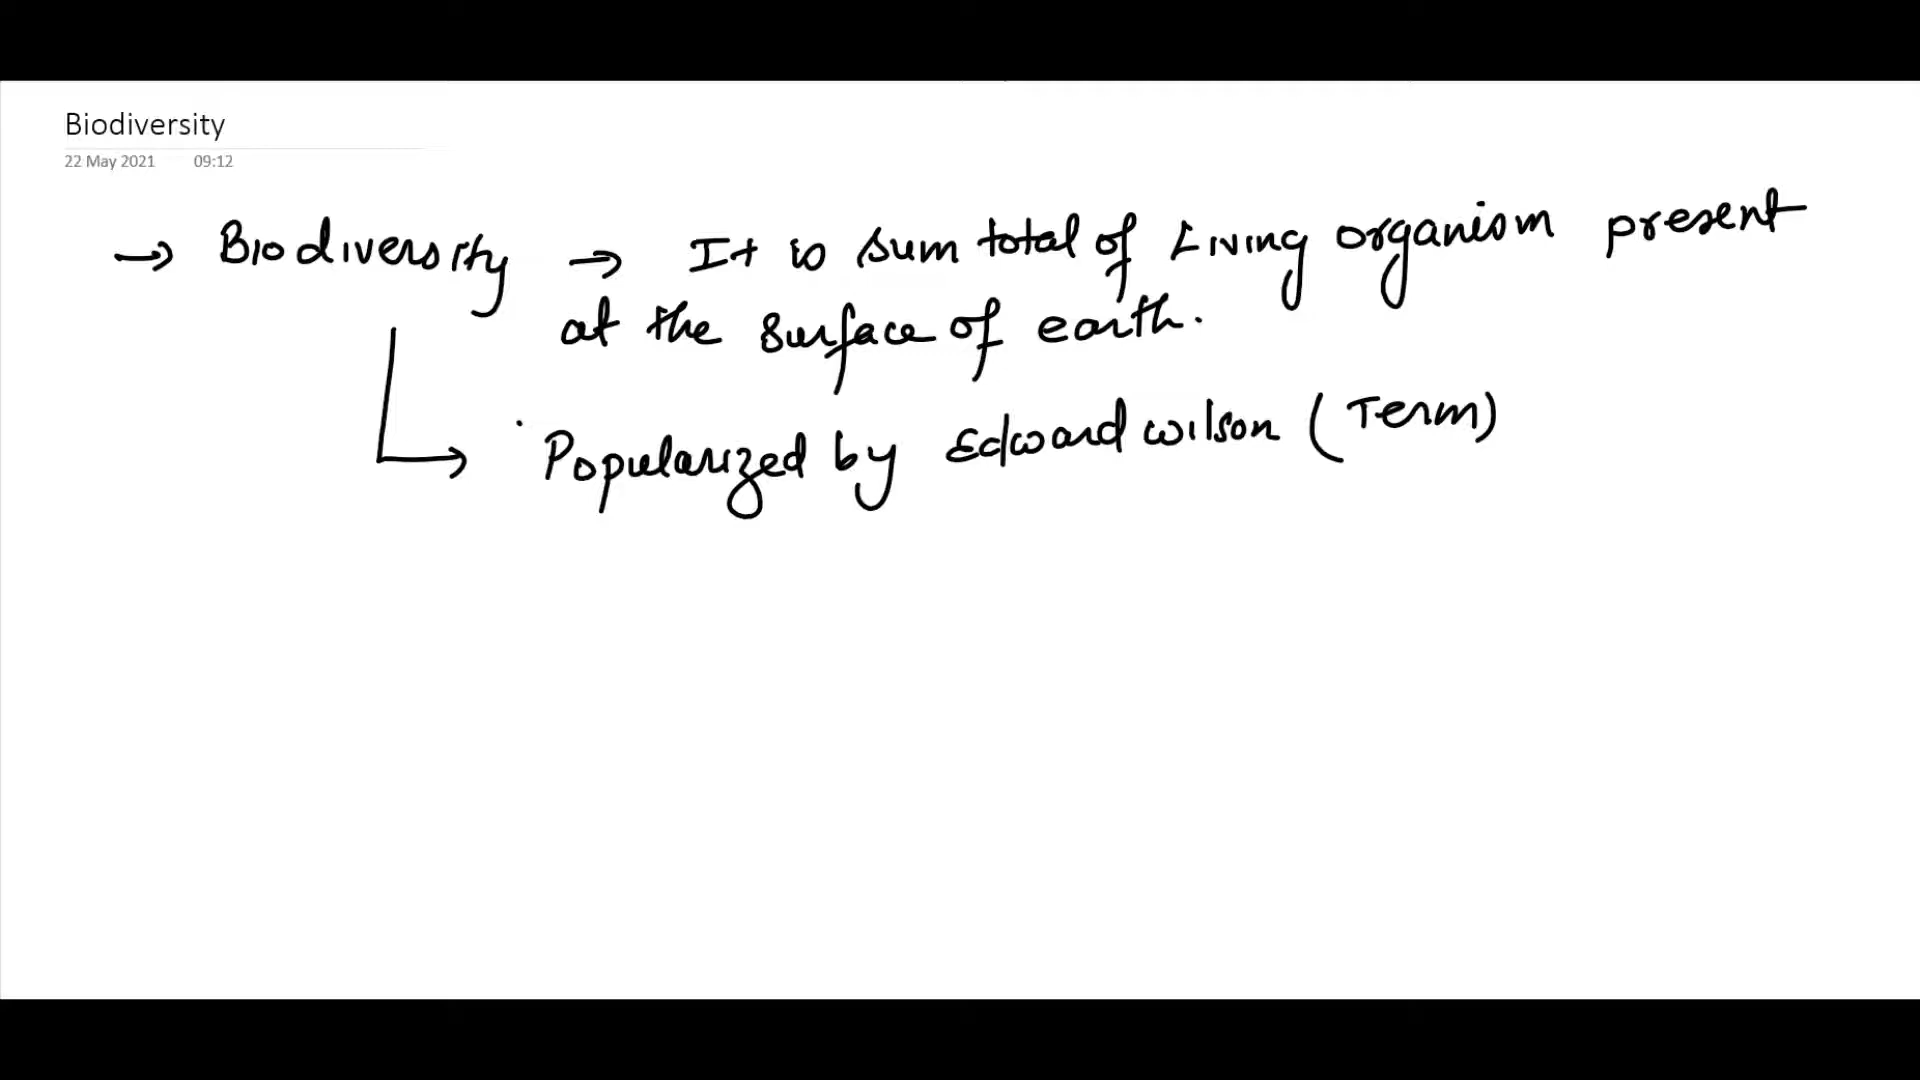 Biodiversity
22 May 2021 09:12
→ Biodiversity → It is sum total of Living organism present
at the surface of earth.
Popularized by Edward wilson (Term)